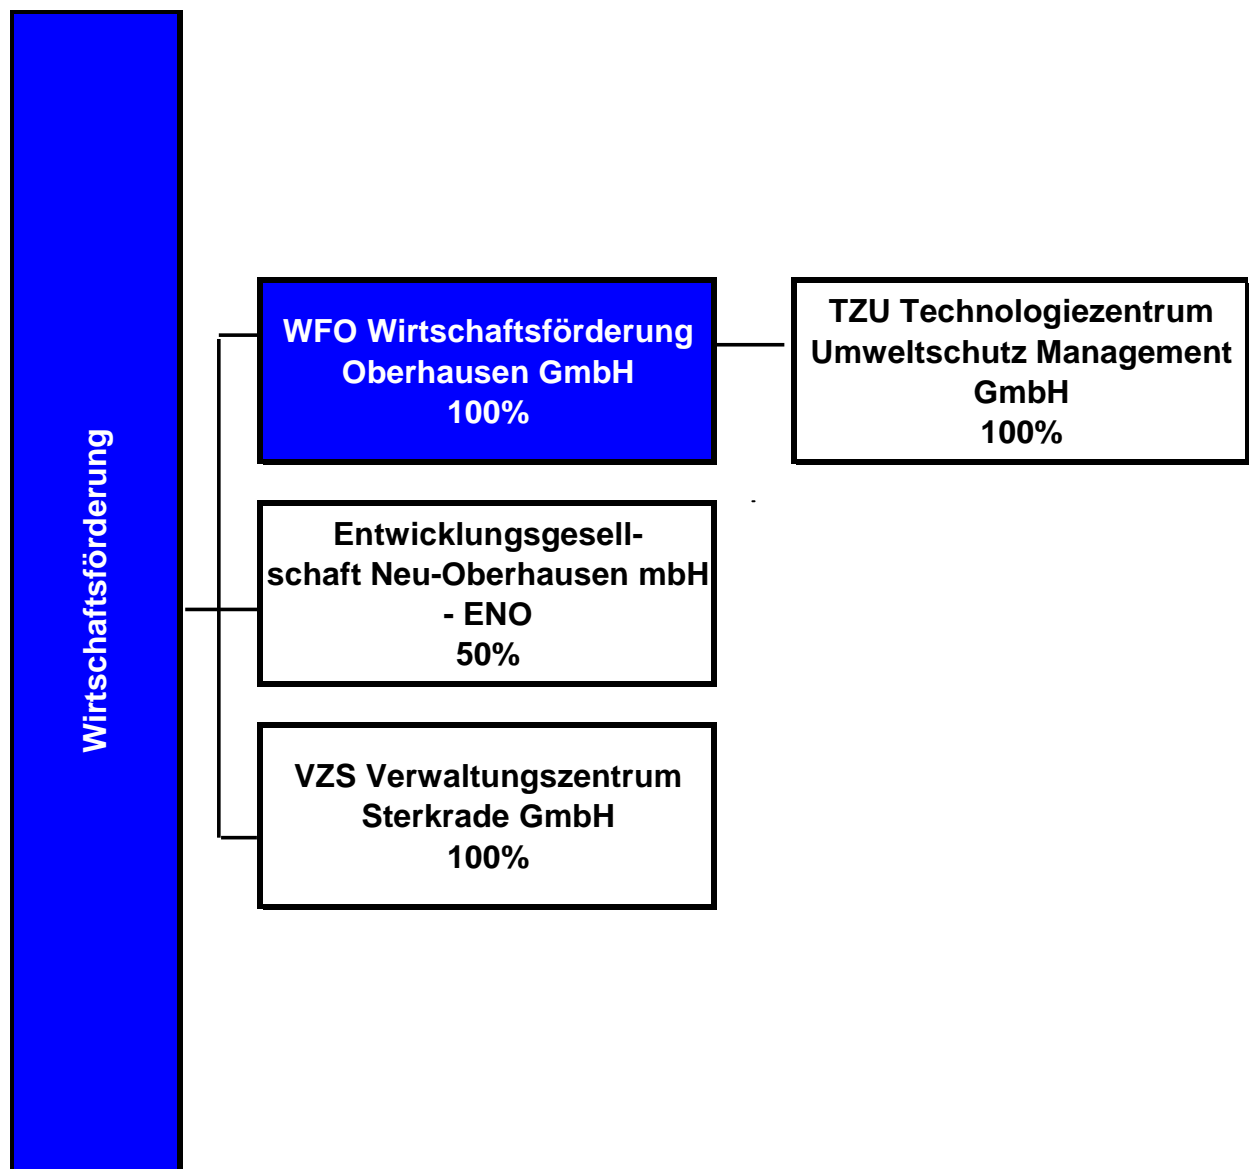 Wirtschaftsförderung
WFO Wirtschaftsförderung
Oberhausen GmbH
100%
TZU Technologiezentrum
Umweltschutz Management
GmbH
100%
Entwicklungsgesell-
schaft Neu-Oberhausen mbH
- ENO
50%
VZS Verwaltungszentrum
Sterkrade GmbH
100%